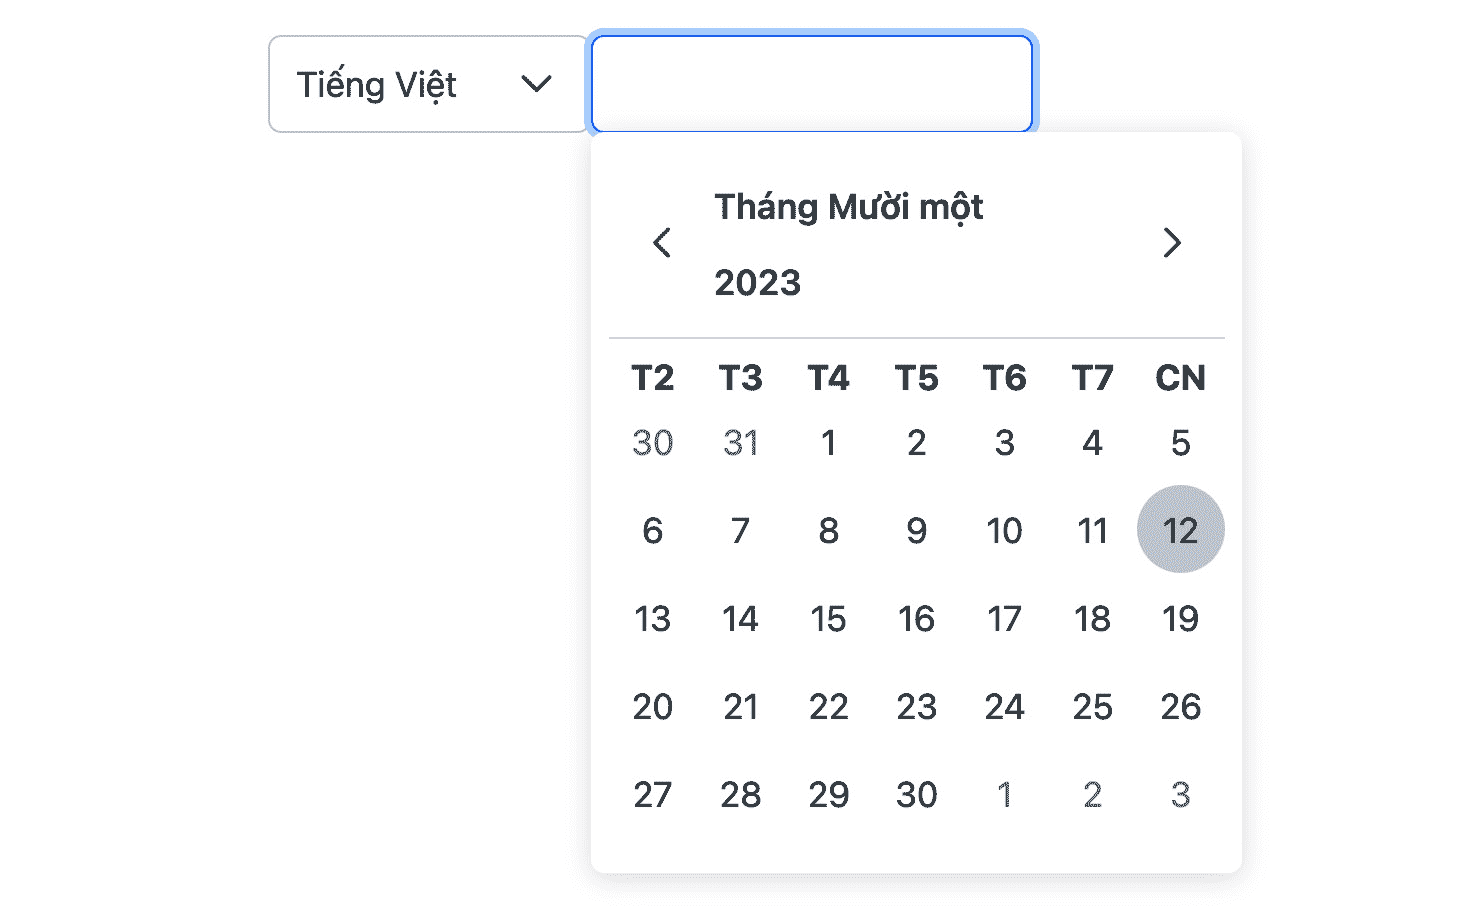 Tiếng Việt
Tháng Mười một
2023
T2 T3 T4 T5 T6 T7 CN
30 31 1 2 3 4 5
6 7 8 9 10 11 12
13 14 15 16 17 18 19
20 21 22 23 24 25 26
27 28 29 30 1 2 3